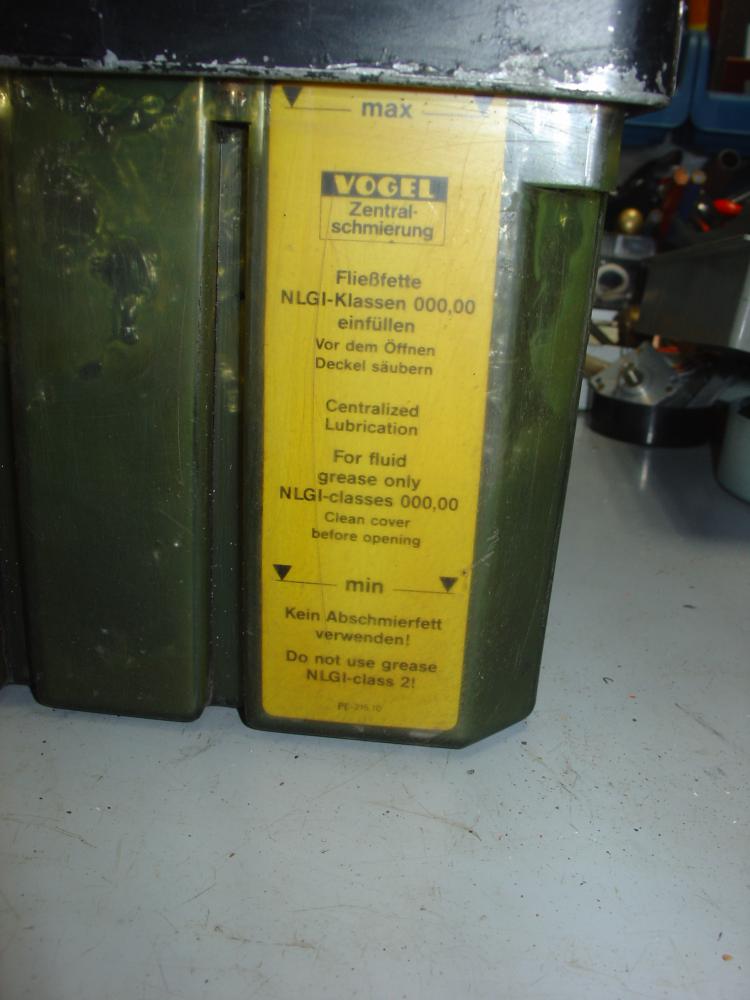 max
VOGEL
Zentral-
schmierung
Fließfette
NLGI-Klassen 000,00
einfüllen
Vor dem Öffnen
Deckel säubern
Centralized
Lubrication
For fluid
grease only
NLGI-classes 000,00
Clean cover
before opening
min
Kein Abschmierfett
verwenden!
Do not use grease
NLGI-class 2!